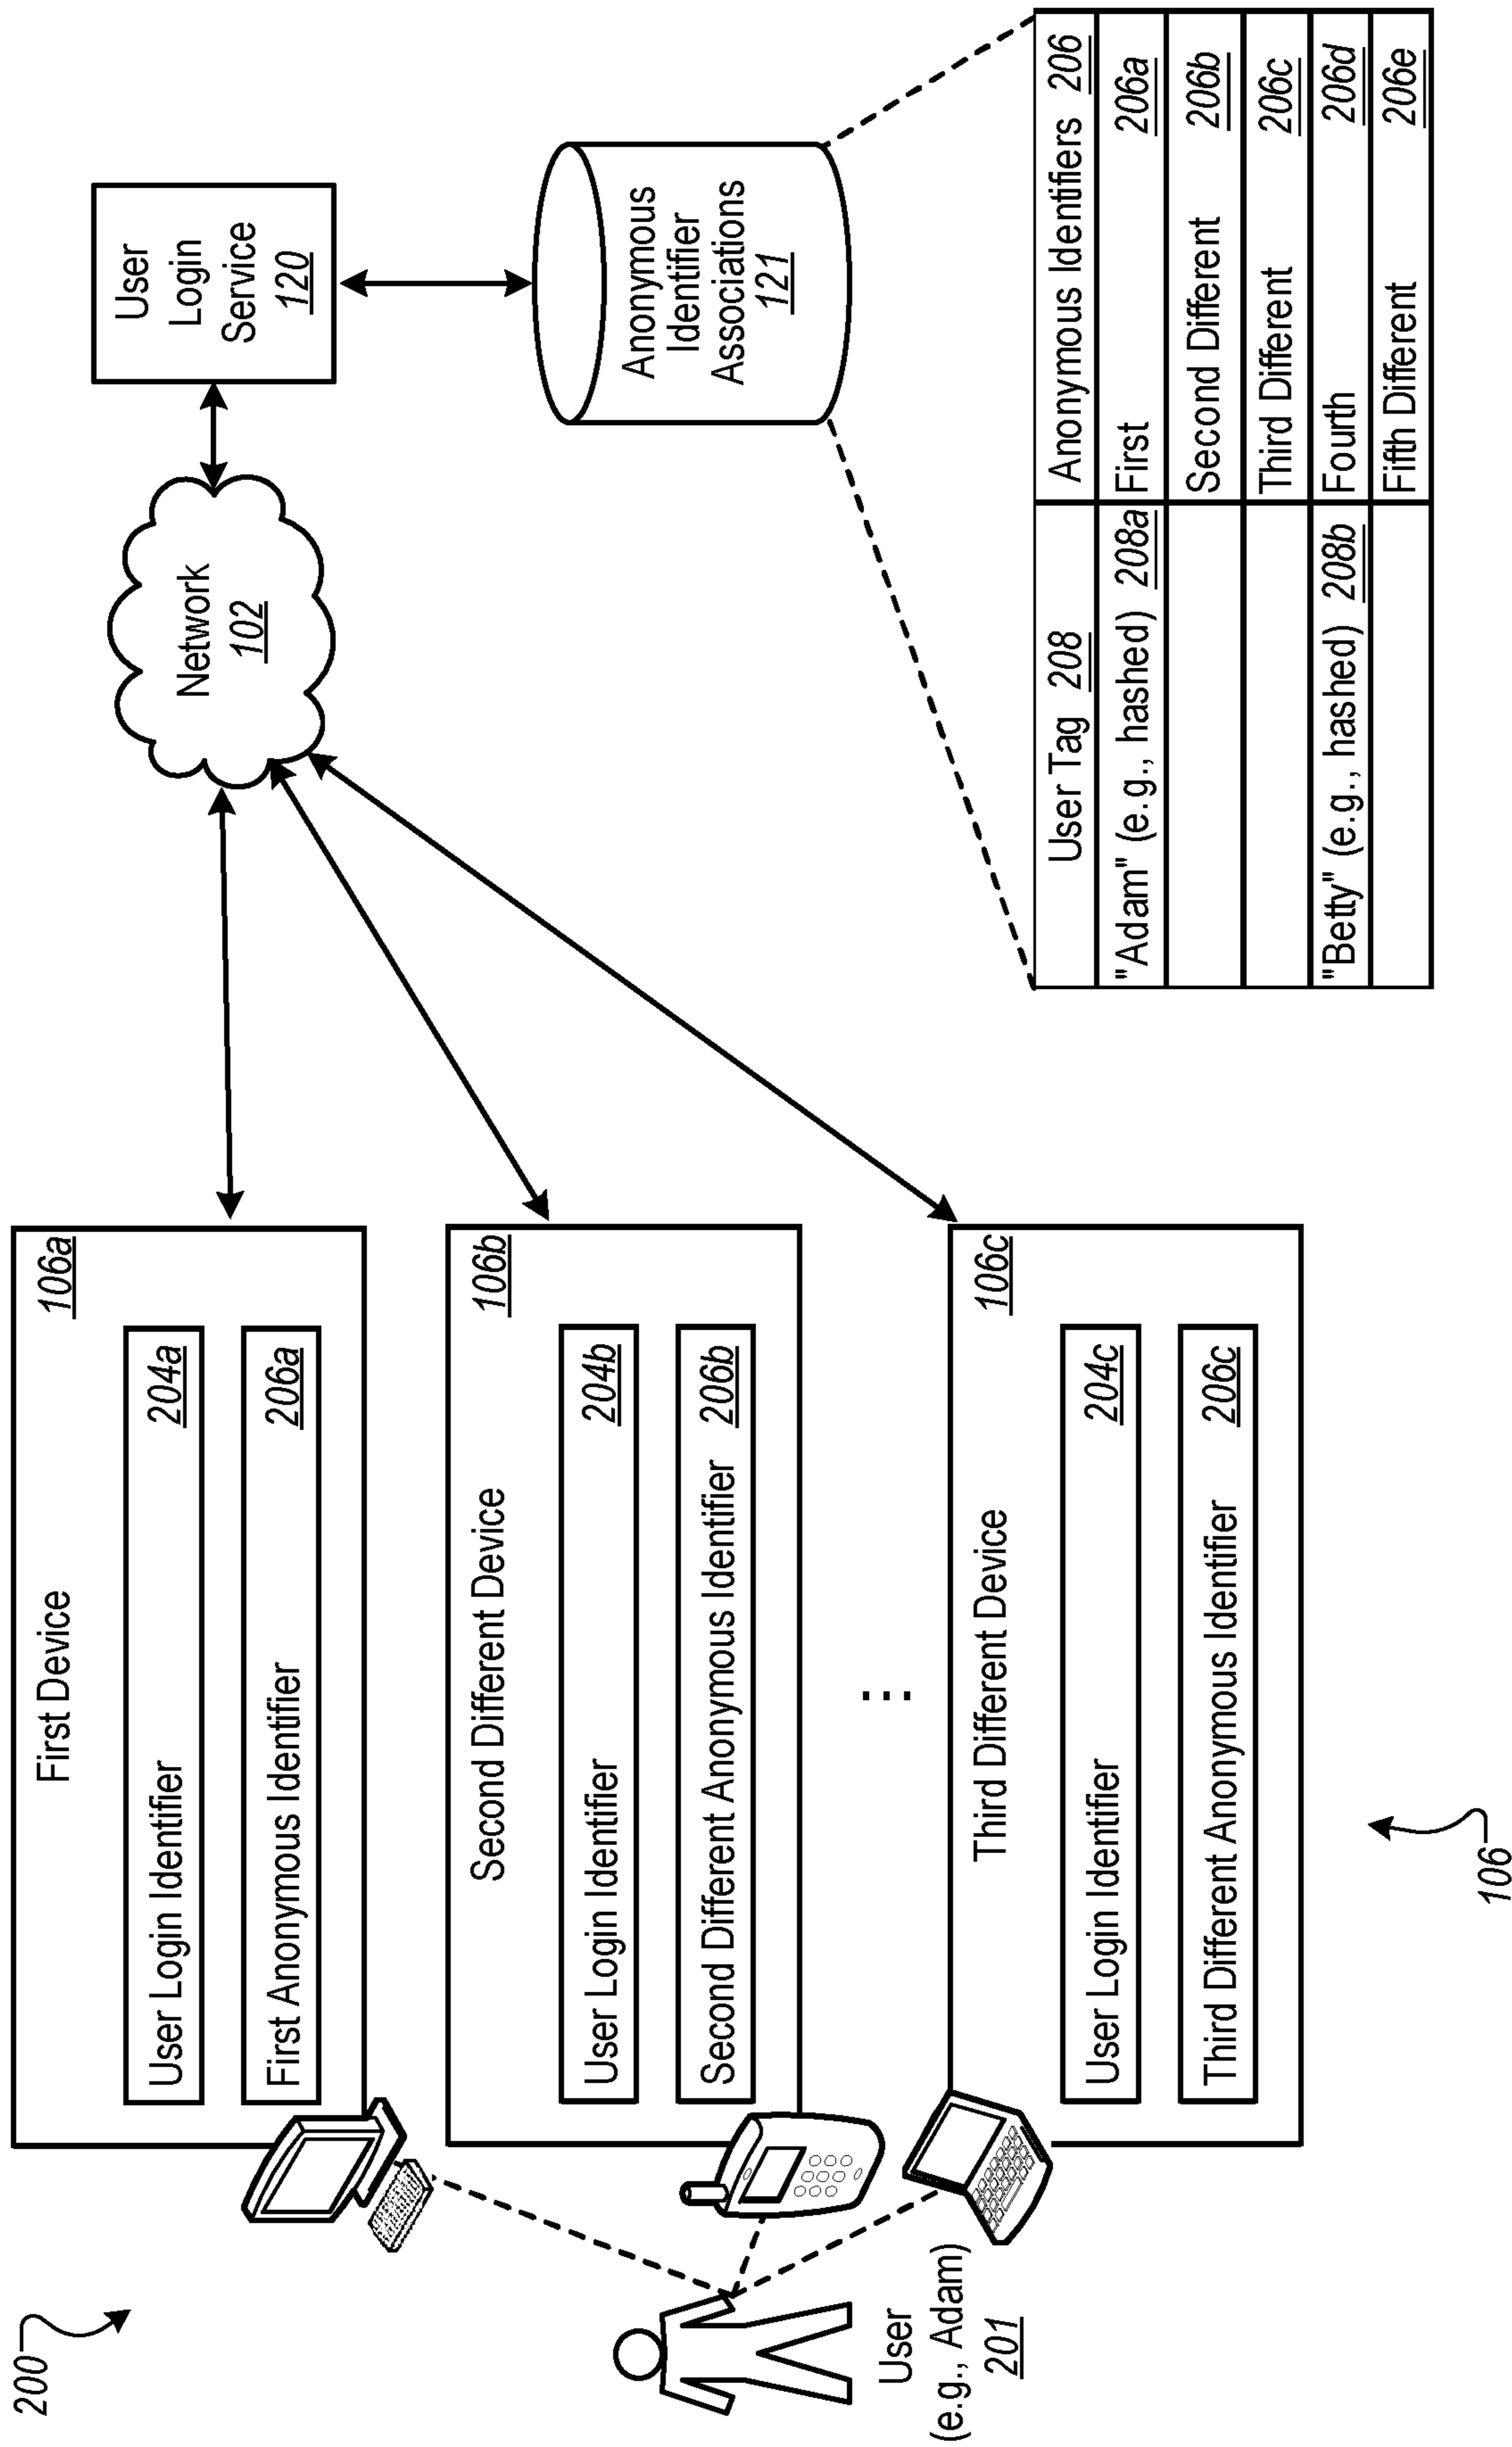 200
First Device
106a
User Login Identifier 204a
First Anonymous Identifier 206a
Second Different Device
106b
User Login Identifier 204b
Second Different Anonymous Identifier 206b
...
Third Different Device
106c
User Login Identifier 204c
Third Different Anonymous Identifier 206c
106
User
(e.g., Adam)
201
Network
102
User
Login
Service
120
Anonymous
Identifier
Associations
121
User Tag 208 Anonymous Identifiers 206
"Adam" (e.g., hashed) 208a First 206a
Second Different 206b
Third Different 206c
"Betty" (e.g., hashed) 208b Fourth 206d
Fifth Different 206e